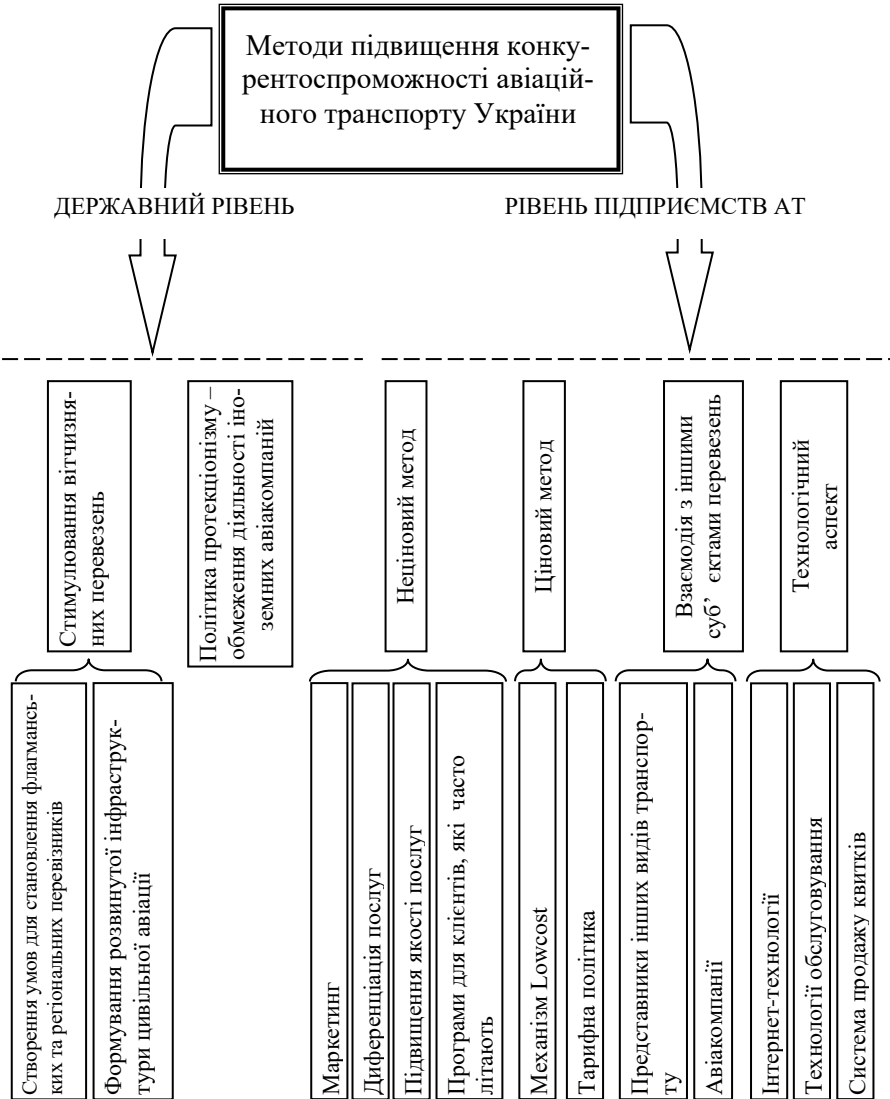 Методи підвищення конку-
рентоспроможності авіацій-
ного транспорту України
ДЕРЖАВНИЙ РІВЕНЬ
РІВЕНЬ ПІДПРИЄМСТВ АТ
Стимулювання вітчизня-
них перевезень
Політика протекціонізму –
обмеження діяльності іно-
земних авіакомпаній
Неціновий метод
Ціновий метод
Взаємодія з іншими
суб’ єктами перевезень
Технологічний
аспект
Створення умов для становлення флагмансь-
ких та регіональних перевізників
Формування розвинутої інфраструк-
тури цивільної авіації
Маркетинг
Диференціація послуг
Підвищення якості послуг
Програми для клієнтів, які часто
літають
Механізм Lowcost
Тарифна політика
Представники інших видів транспор-
ту
Авіакомпанії
Інтернет-технології
Технології обслуговування
Система продажу квитків